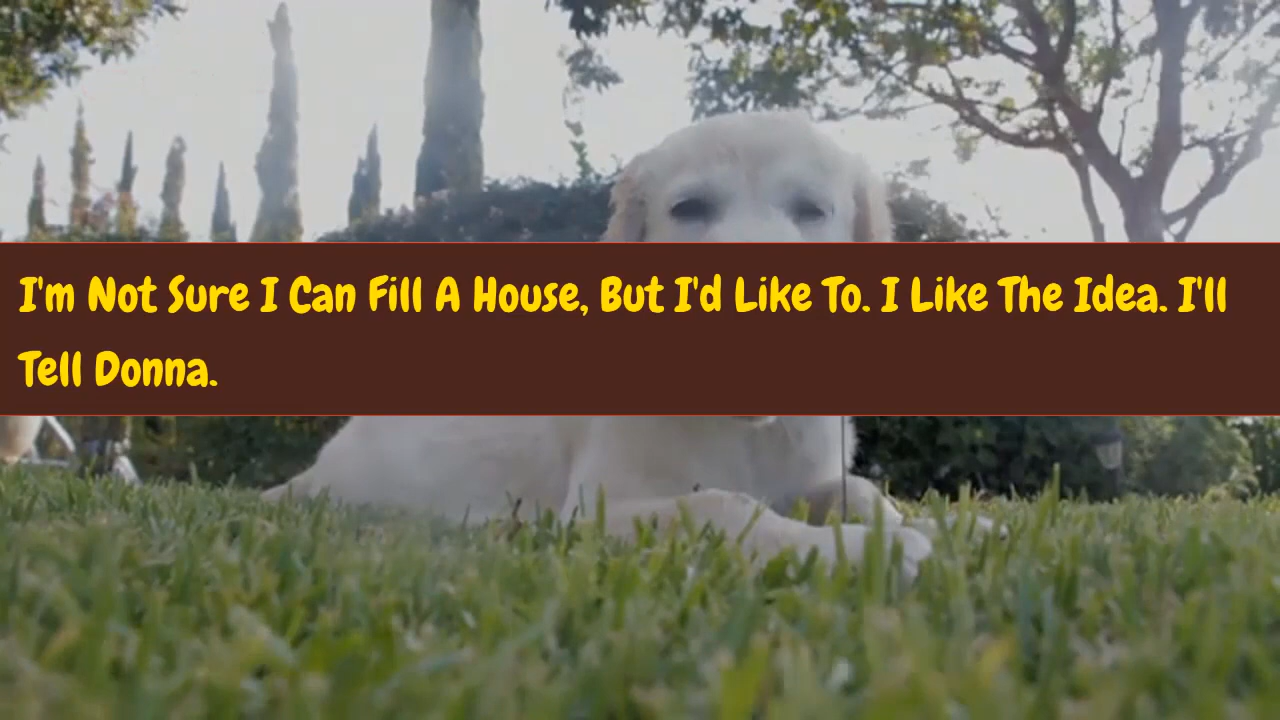 I'm Not Sure I Can Fill A House, But I'd Like To. I Like The Idea. I'll
Tell Donna.